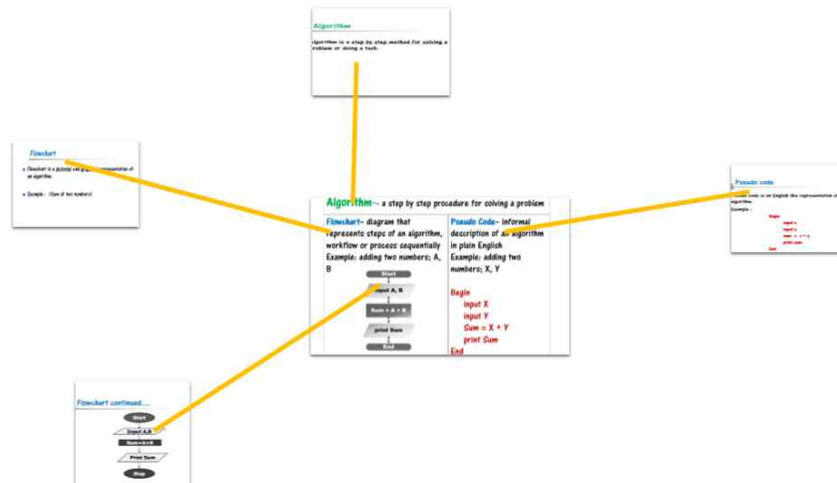 Algorithm
algorithm is a step by step method for solving a
problem or doing a task.
Flowchart
Flowchart is a pictorial representation of
an algorithm.
Example : (Sum of two numbers)
Pseudo code
code is an English like representation of
algorithm.
Example :
Begin
input x
input y
sum = x + y
print sum
End
Algorithm-- a step by step procedure for solving a problem
Flowchart- diagram that
represents steps of an algorithm,
workflow or process sequentially
Example: adding two numbers; A,
B
Start
input A, B
Sum = A + B
print Sum
End
Pseudo Code- informal
description of an algorithm
in plain English
Example: adding two
numbers; X, Y
Begin
input X
input Y
Sum = X + Y
print Sum
End
Flowchart continued...
Start
Input A,B
Sum=A+B
Print Sum
Stop